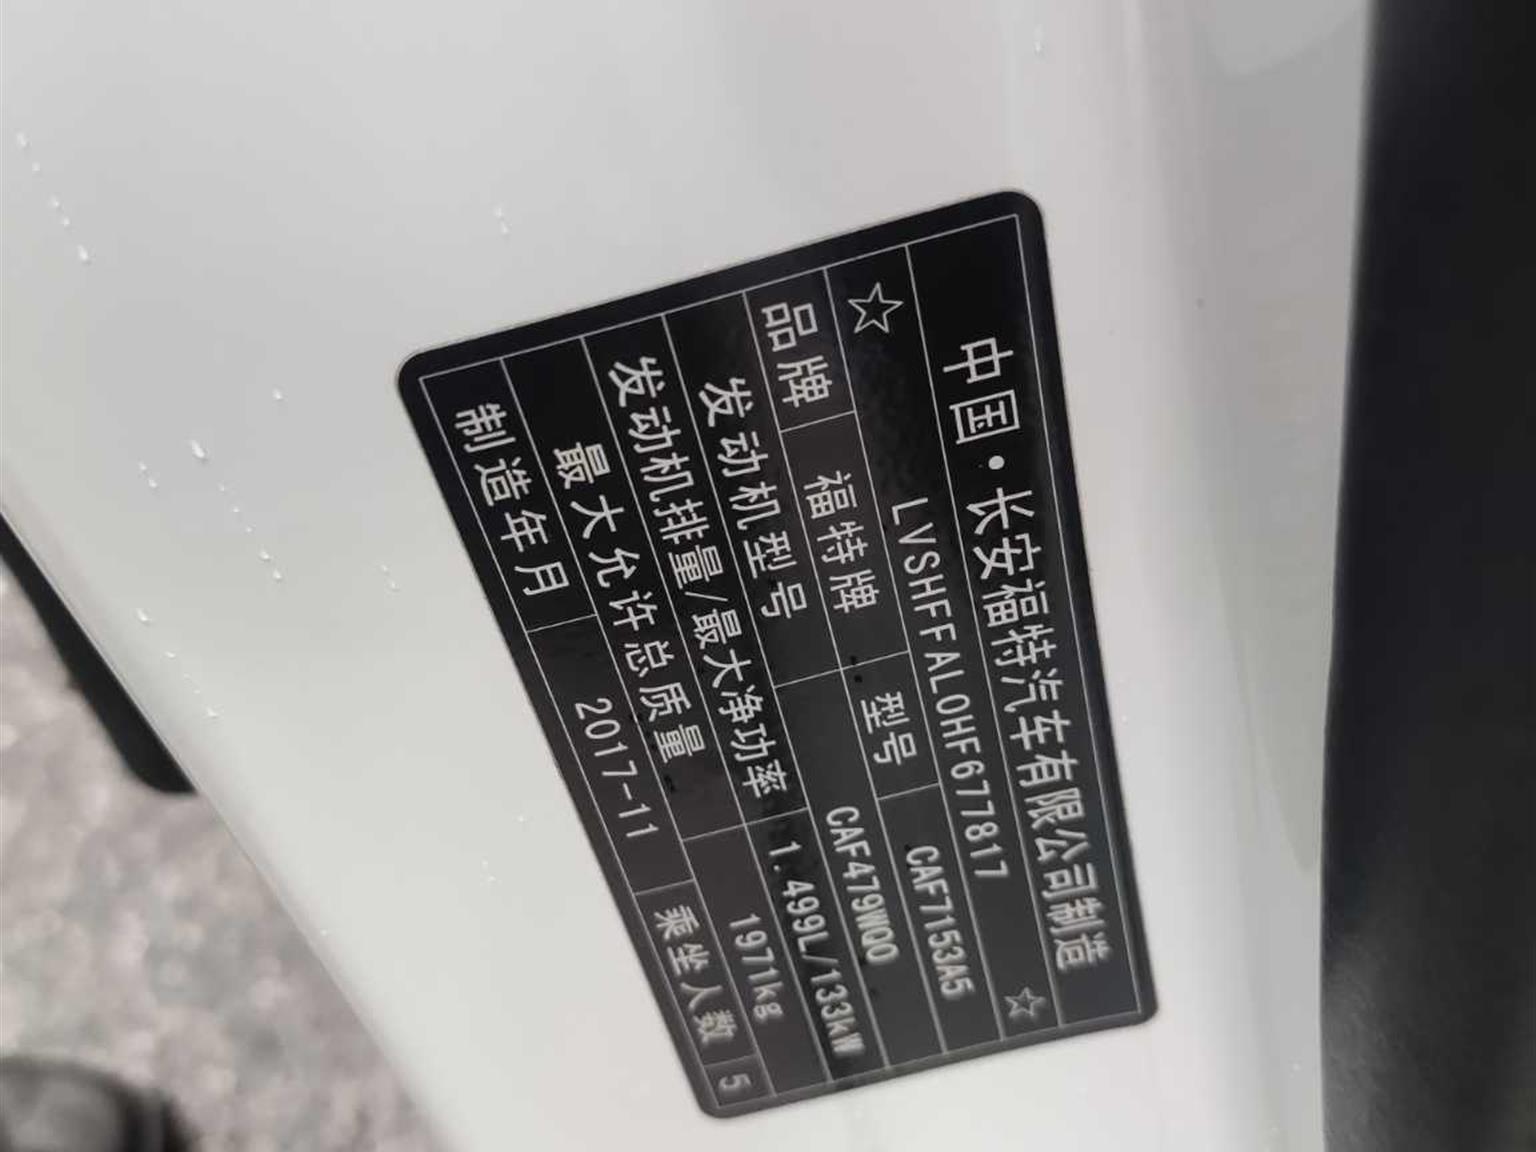 中国·长安福特汽车有限公司制造
☆ LVSHFFAL0HF677817 ☆
品牌 福特牌 型号 CAF7153A5
发动机型号 CAF479WQ0
发动机排量/最大净功率 1.499L/133kW
最大允许总质量 1971kg
制造年月 2017-11 乘坐人数 5